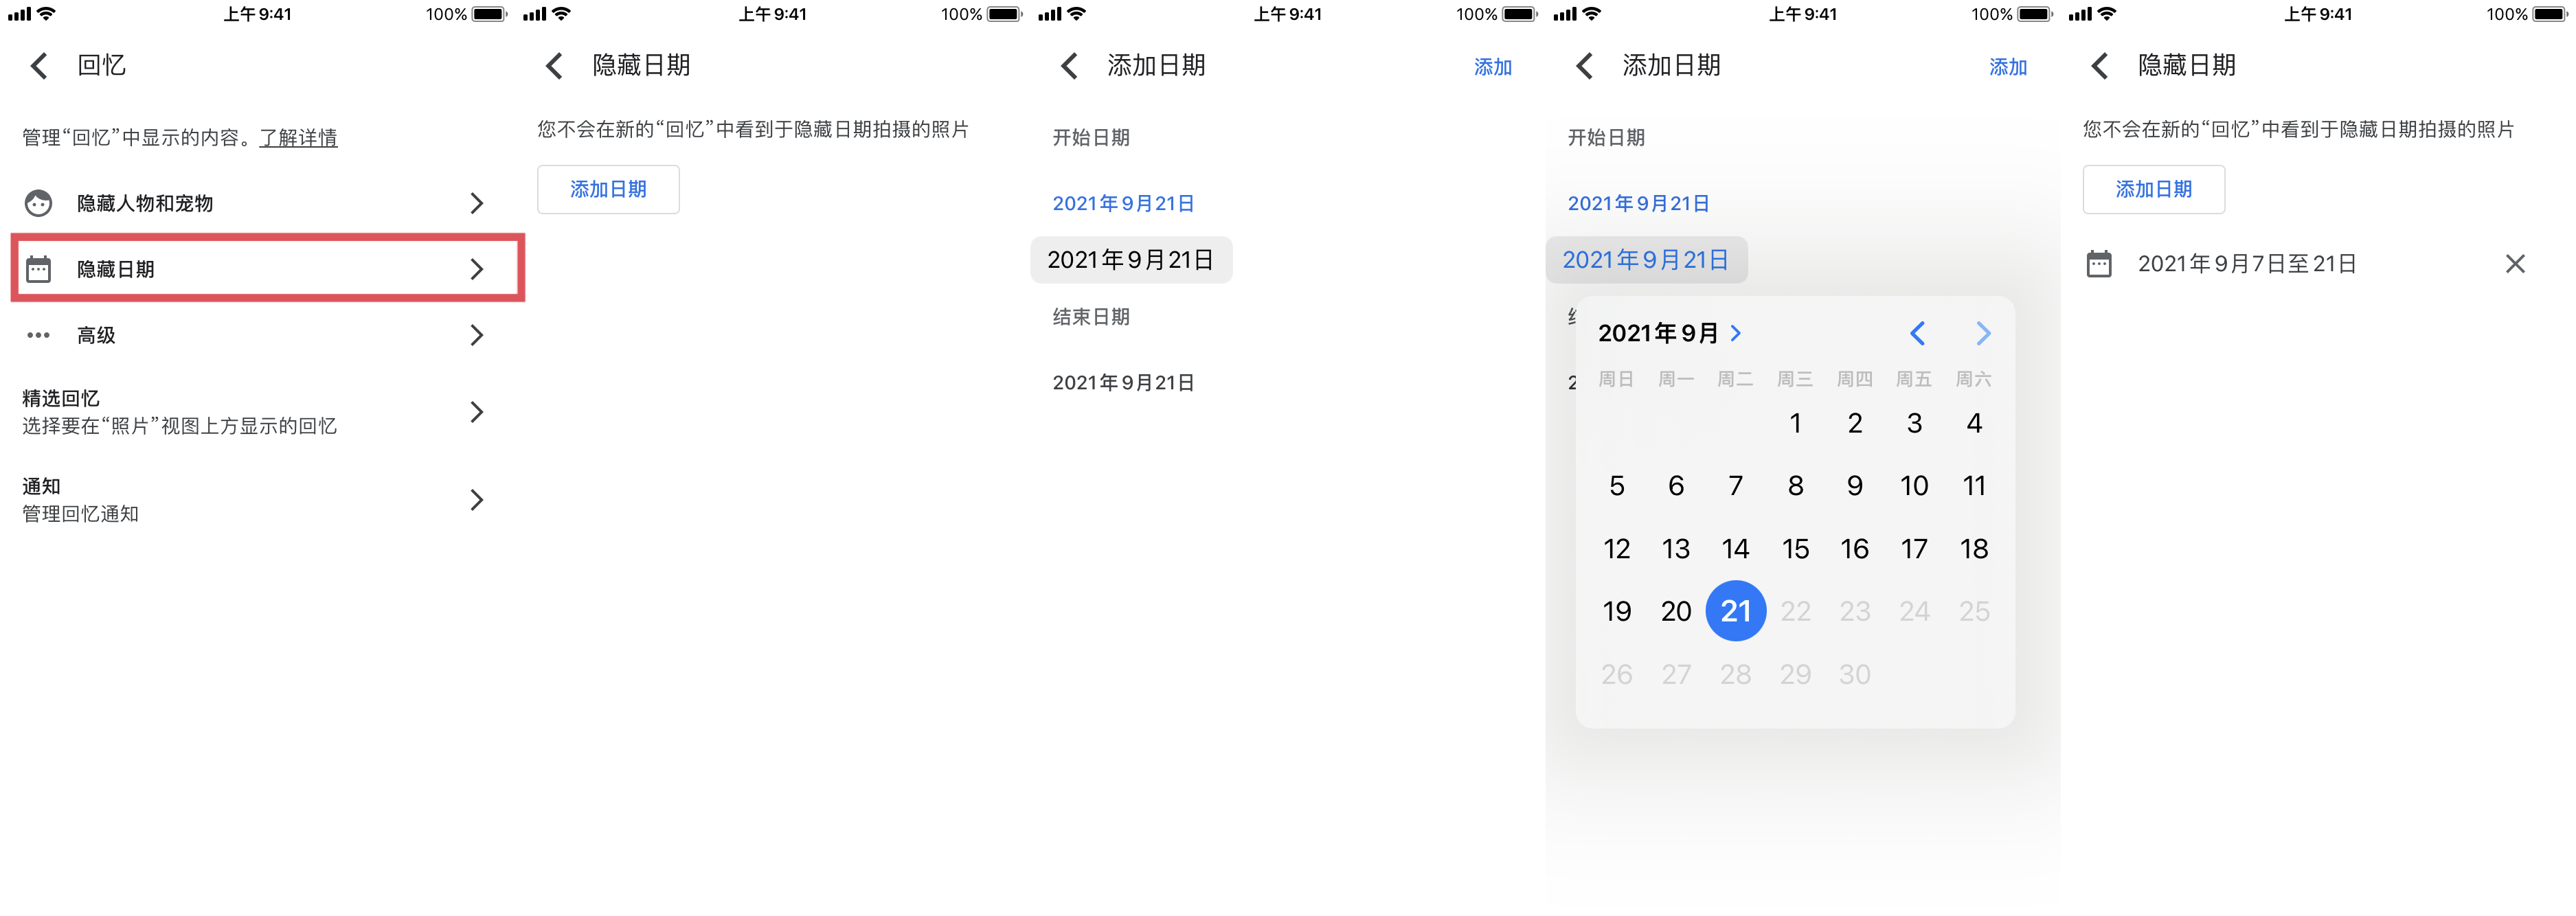 上午 9:41
100%
回忆
管理“回忆”中显示的内容。了解详情
隐藏人物和宠物
隐藏日期
高级
精选回忆
选择要在“照片”视图上方显示的回忆
通知
管理回忆通知
上午 9:41
100%
隐藏日期
您不会在新的“回忆”中看到于隐藏日期拍摄的照片
添加日期
上午 9:41
100%
添加日期
添加
开始日期
2021年9月21日
2021年9月21日
结束日期
2021年9月21日
上午 9:41
100%
添加日期
添加
开始日期
2021年9月21日
2021年9月21日
2021年9月
周日 周一 周二 周三 周四 周五 周六
1 2 3 4
5 6 7 8 9 10 11
12 13 14 15 16 17 18
19 20 21 22 23 24 25
26 27 28 29 30
上午 9:41
100%
隐藏日期
您不会在新的“回忆”中看到于隐藏日期拍摄的照片
添加日期
2021年9月7日至21日